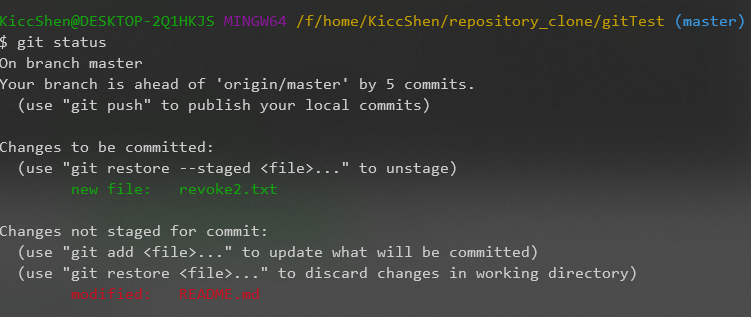 KiccShen@DESKTOP-2Q1HKJS MINGW64 /f/home/KiccShen/repository_clone/gitTest (master)
$ git status
On branch master
Your branch is ahead of 'origin/master' by 5 commits.
  (use "git push" to publish your local commits)

Changes to be committed:
  (use "git restore --staged <file>..." to unstage)
        new file:   revoke2.txt

Changes not staged for commit:
  (use "git add <file>..." to update what will be committed)
  (use "git restore <file>..." to discard changes in working directory)
        modified:   README.md